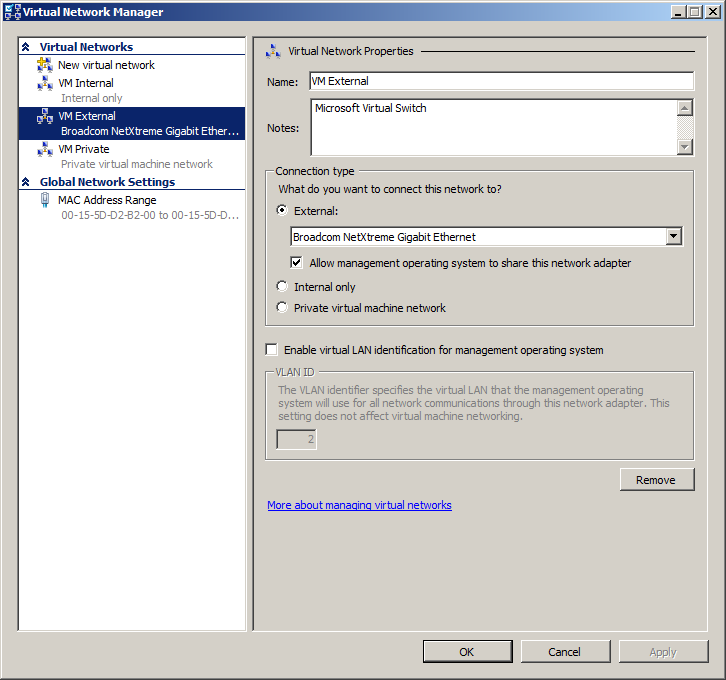 Virtual Network Manager
Virtual Networks
New virtual network
VM Internal
Internal only
VM External
Broadcom NetXtreme Gigabit Ether...
VM Private
Private virtual machine network
Global Network Settings
MAC Address Range
00-15-5D-D2-B2-00 to 00-15-5D-D...
Virtual Network Properties
Name: VM External
Notes: Microsoft Virtual Switch
Connection type
What do you want to connect this network to?
External:
Broadcom NetXtreme Gigabit Ethernet
Allow management operating system to share this network adapter
Internal only
Private virtual machine network
Enable virtual LAN identification for management operating system
VLAN ID
The VLAN identifier specifies the virtual LAN that the management operating
system will use for all network communications through this network adapter. This
setting does not affect virtual machine networking.
2
Remove
More about managing virtual networks
OK Cancel Apply